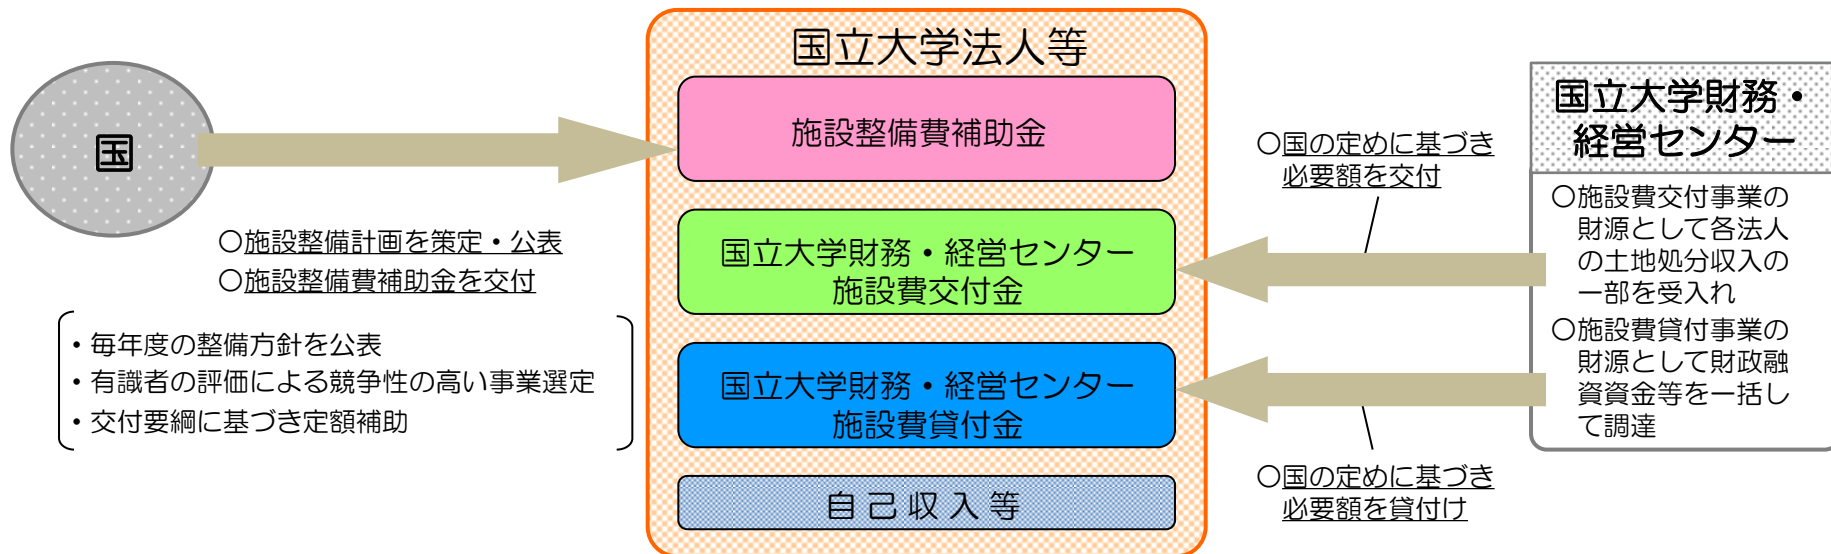 国
○施設整備計画を策定・公表
○施設整備費補助金を交付
・毎年度の整備方針を公表
・有識者の評価による競争性の高い事業選定
・交付要綱に基づき定額補助
国立大学法人等
施設整備費補助金
国立大学財務・経営センター
施設費交付金
国立大学財務・経営センター
施設費貸付金
自己収入等
○国の定めに基づき
必要額を交付
○国の定めに基づき
必要額を貸付け
国立大学財務・
経営センター
○施設費交付事業の
財源として各法人
の土地処分収入の
一部を受入れ
○施設費貸付事業の
財源として財政融
資資金等を一括し
て調達